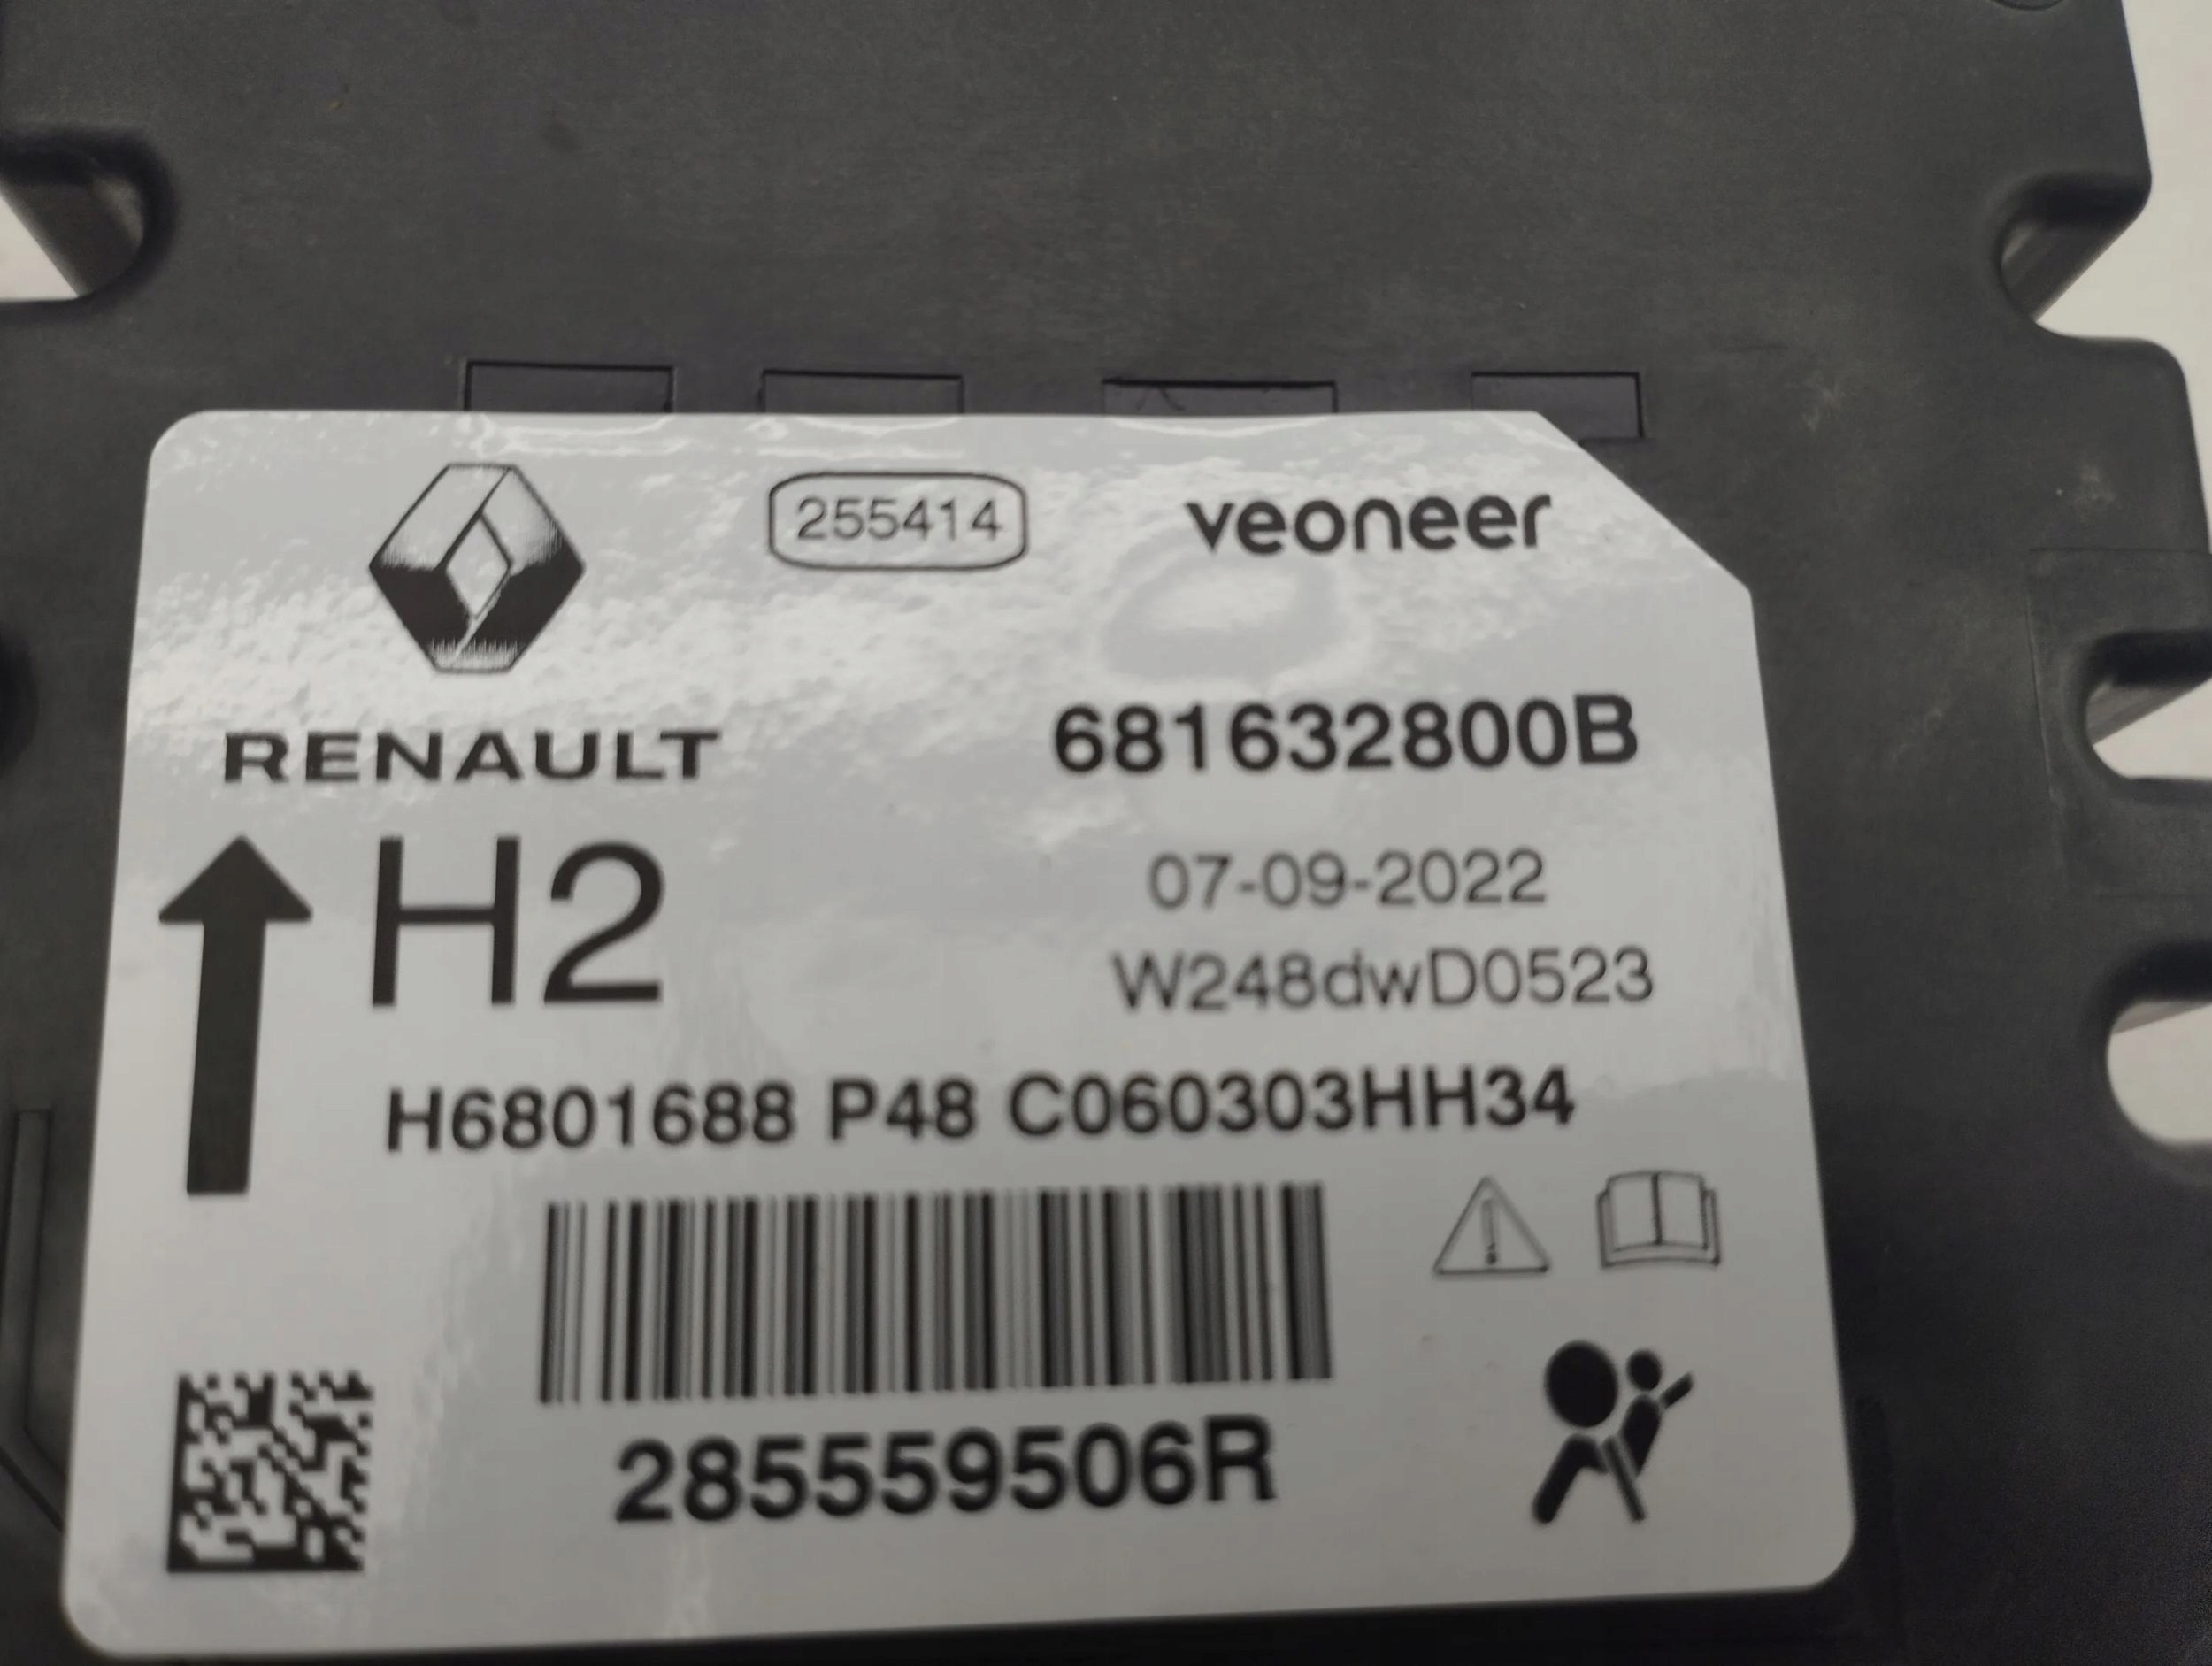 255414
veoneer
RENAULT
681632800B
H2
07-09-2022
W248dwD0523
H6801688 P48 C060303HH34
285559506R